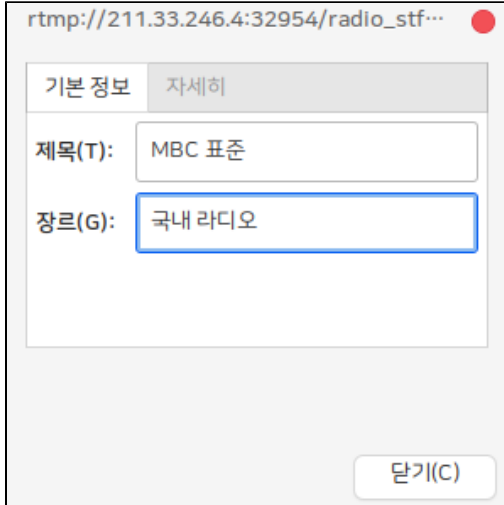 rtmp://211.33.246.4:32954/radio_stf⋯
기본 정보 자세히
제목(T): MBC 표준
장르(G): 국내 라디오
닫기(C)